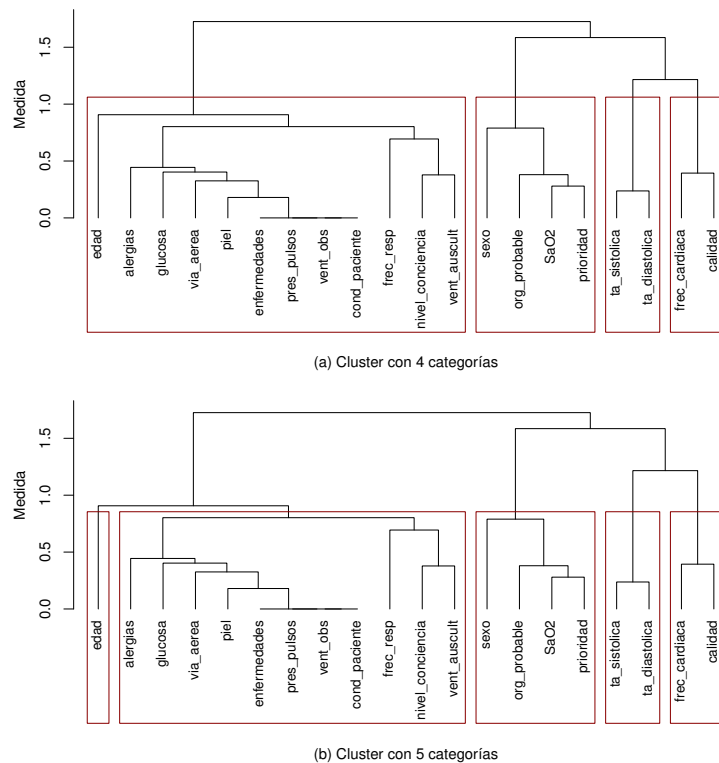 Medida
1.5
1.0
0.5
0.0
edad
alergias
glucosa
via_aerea
piel
enfermedades
pres_pulsos
vent_obs
cond_paciente
frec_resp
nivel_conciencia
vent_auscult
sexo
org_probable
SaO2
prioridad
ta_sistolica
ta_diastolica
frec_cardiaca
calidad
(a) Cluster con 4 categorías
Medida
1.5
1.0
0.5
0.0
edad
alergias
glucosa
via_aerea
piel
enfermedades
pres_pulsos
vent_obs
cond_paciente
frec_resp
nivel_conciencia
vent_auscult
sexo
org_probable
SaO2
prioridad
ta_sistolica
ta_diastolica
frec_cardiaca
calidad
(b) Cluster con 5 categorías